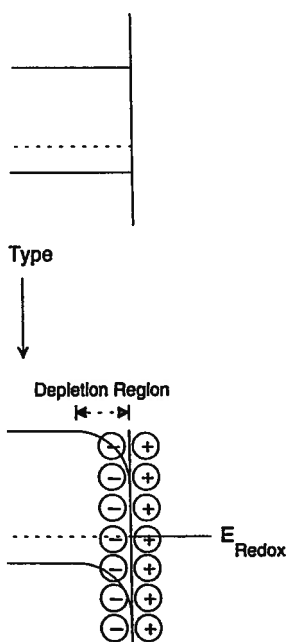 Type
Depletion Region
E Redox
- +
- +
- +
- +
- +
- +
- +